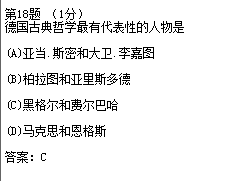 第18题 （1分）
德国古典哲学最有代表性的人物是
(A)亚当.斯密和大卫.李嘉图
(B)柏拉图和亚里斯多德
(C)黑格尔和费尔巴哈
(D)马克思和恩格斯
答案：C